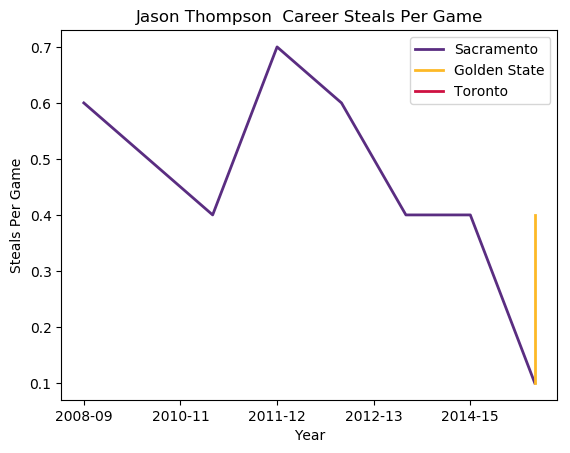 Jason Thompson  Career Steals Per Game
Sacramento
Golden State
Toronto
Steals Per Game
0.7
0.6
0.5
0.4
0.3
0.2
0.1
2008-09 2010-11 2011-12 2012-13 2014-15
Year